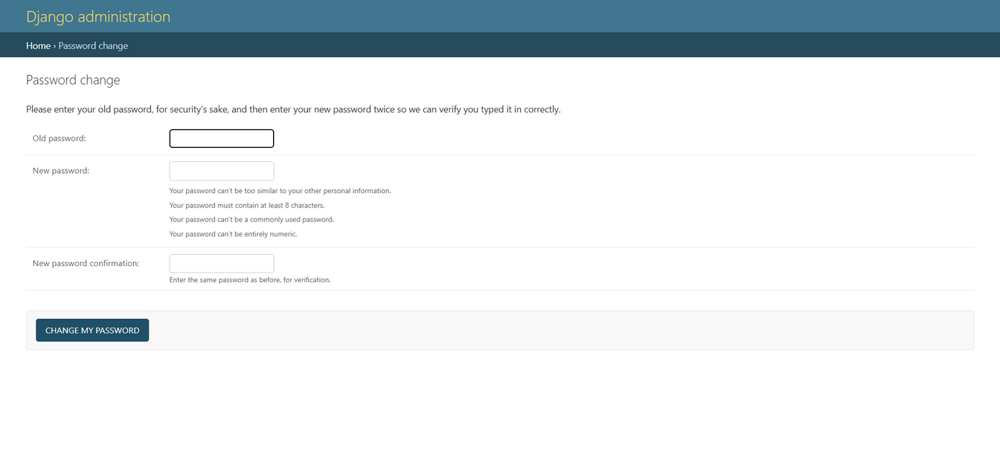 Django administration
Home › Password change
Password change
Please enter your old password, for security’s sake, and then enter your new password twice so we can verify you typed it in correctly.
Old password:
New password:
Your password can’t be too similar to your other personal information.
Your password must contain at least 8 characters.
Your password can’t be a commonly used password.
Your password can’t be entirely numeric.
New password confirmation:
Enter the same password as before, for verification.
CHANGE MY PASSWORD